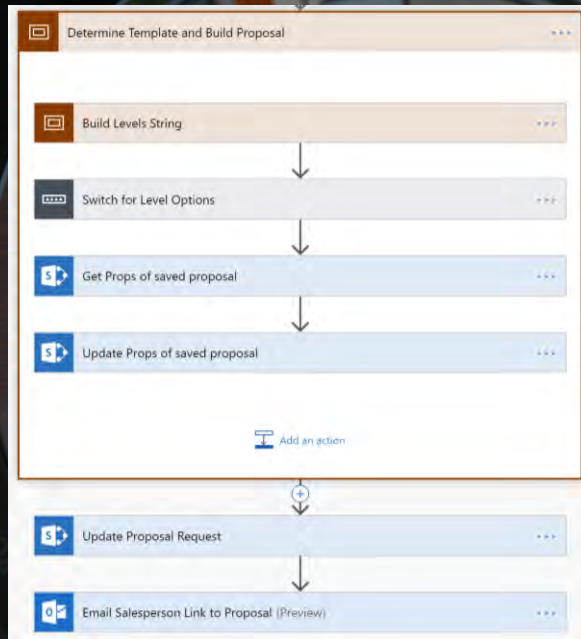 Determine Template and Build Proposal
Build Levels String
Switch for Level Options
S
Get Props of saved proposal
S
Update Props of saved proposal
Add an action
S
Update Proposal Request
O
Email Salesperson Link to Proposal (Preview)